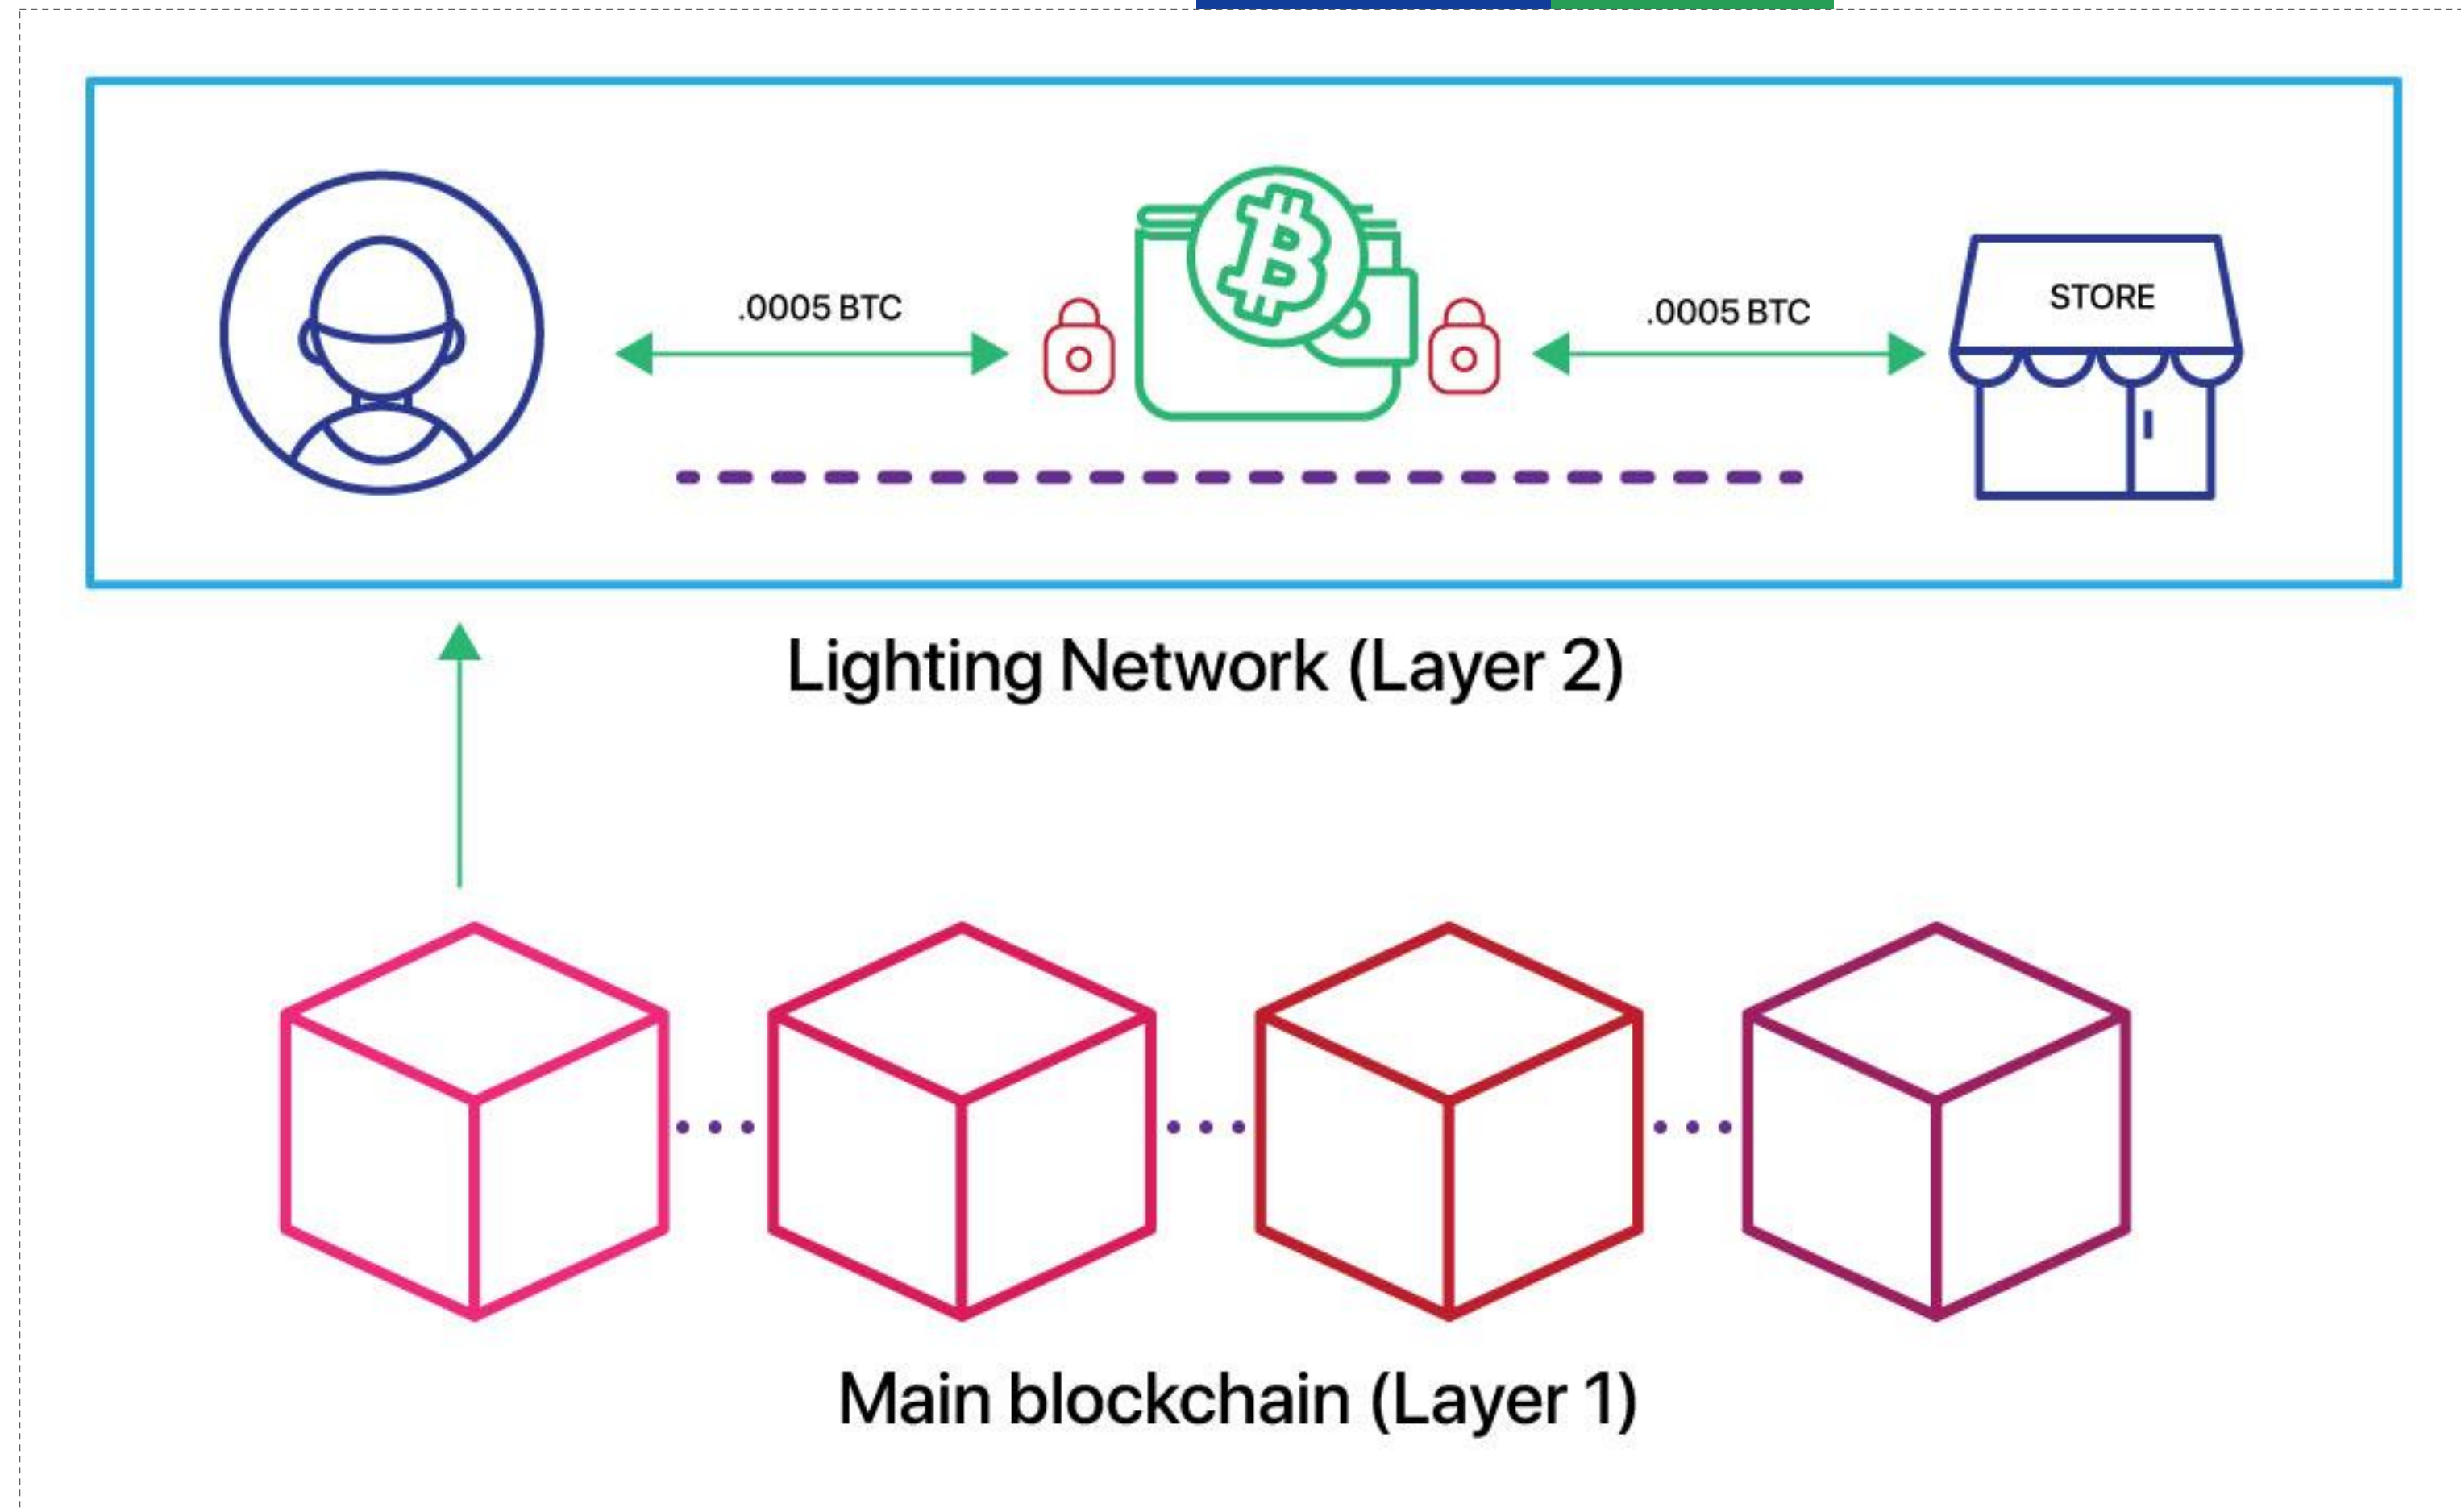 .0005 BTC
.0005 BTC
STORE
Lighting Network (Layer 2)
Main blockchain (Layer 1)